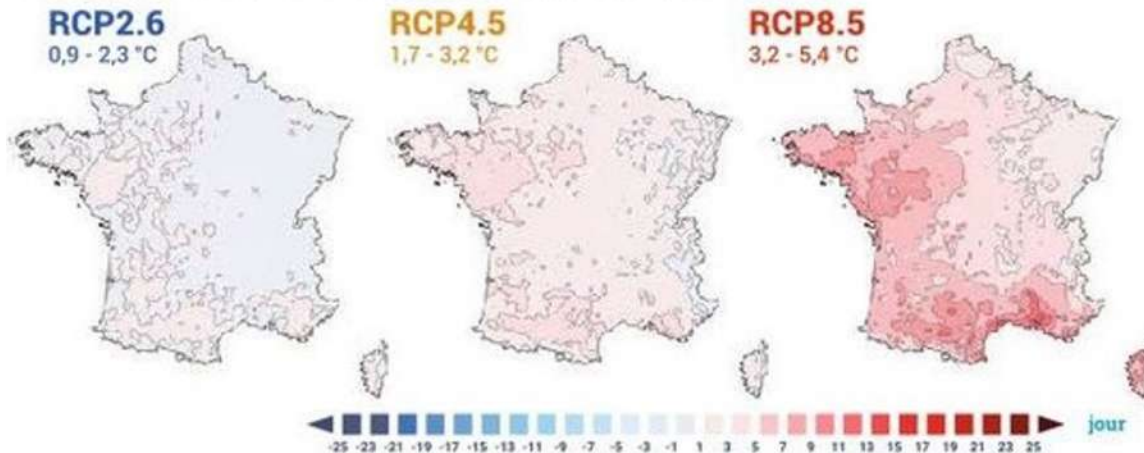 RCP2.6
0,9 - 2,3 °C
RCP4.5
1,7 - 3,2 °C
RCP8.5
3,2 - 5,4 °C
jour
-25 -23 -21 -19 -17 -15 -13 -11 -9 -7 -5 -3 -1 1 3 5 7 9 11 13 15 17 19 21 23 25